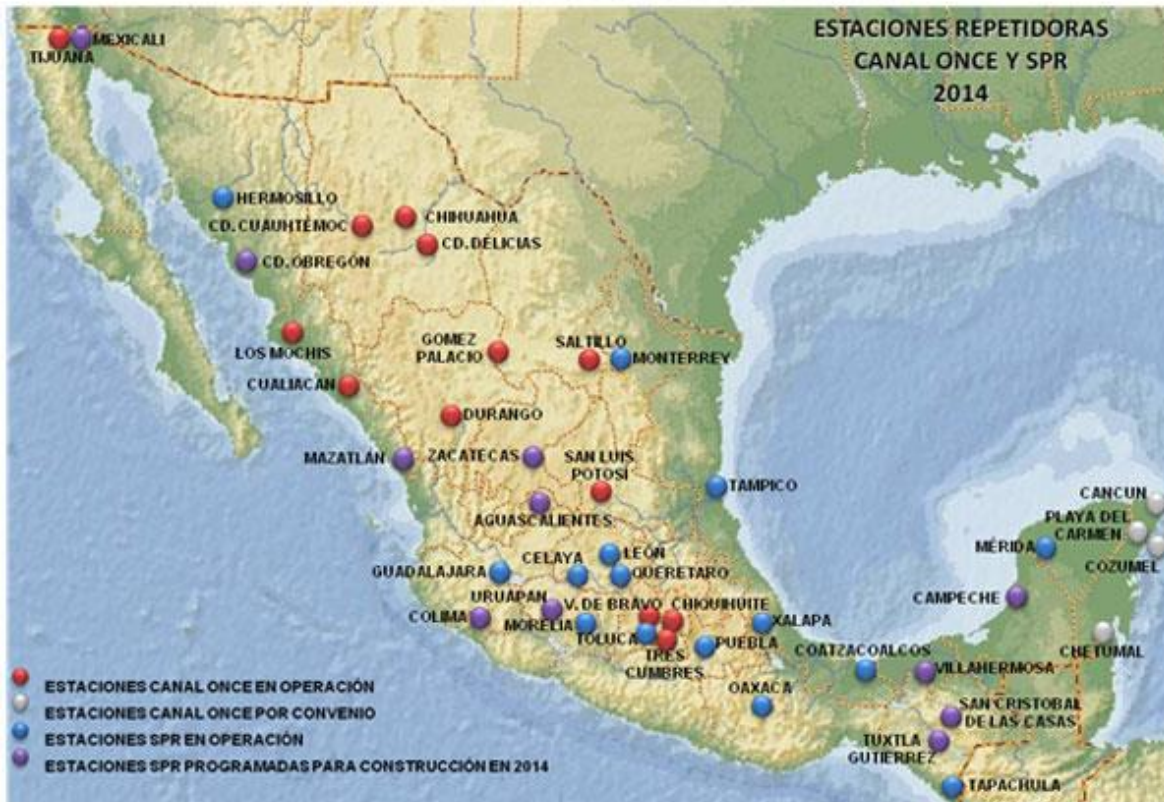 ESTACIONES REPETIDORAS
CANAL ONCE Y SPR
2014
MEXICALI
TIJUANA
HERMOSILLO
CHIHUAHUA
CD. CUAUHTÉMOC
CD. DÉLICIAS
CD. OBREGÓN
LOS MOCHIS
GOMEZ
PALACIO
SALTILLO
MONTERREY
CUALIACÁN
DURANGO
MAZATLÁN
ZACATECAS
SAN LUIS
POTOSÍ
TAMPICO
AGUASCALIENTES
CANCUN
PLAYA DEL
CARMEN
MÉRIDA
COZUMEL
CELAYA
LEÓN
GUADALAJARA
QUERETARO
URUAPAN
V. DE BRAVO
CHIQUIHUITE
CAMPECHE
COLIMA
MORELIA
TOLUCA
XALAPA
PUEBLA
TRES
CUMBRES
CHETUMAL
COATZACOALCOS
VILLAHERMOSA
OAXACA
SAN CRISTOBAL
DE LAS CASAS
TUXTLA
GUTIERREZ
TAPACHULA
ESTACIONES CANAL ONCE EN OPERACIÓN
ESTACIONES CANAL ONCE POR CONVENIO
ESTACIONES SPR EN OPERACIÓN
ESTACIONES SPR PROGRAMADAS PARA CONSTRUCCIÓN EN 2014